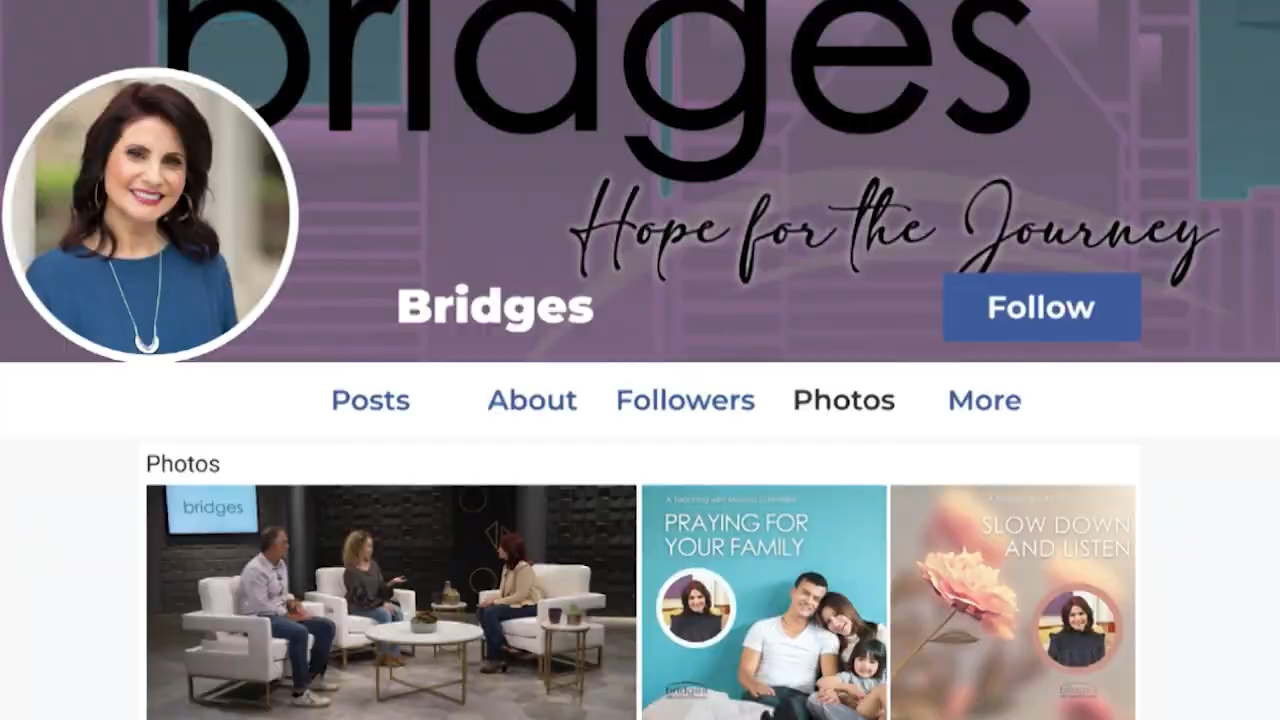 bridges
Hope for the Journey
Bridges
Follow
Posts About Followers Photos More
Photos
bridges
PRAYING FOR
YOUR FAMILY
SLOW DOWN
AND LISTEN
bridges